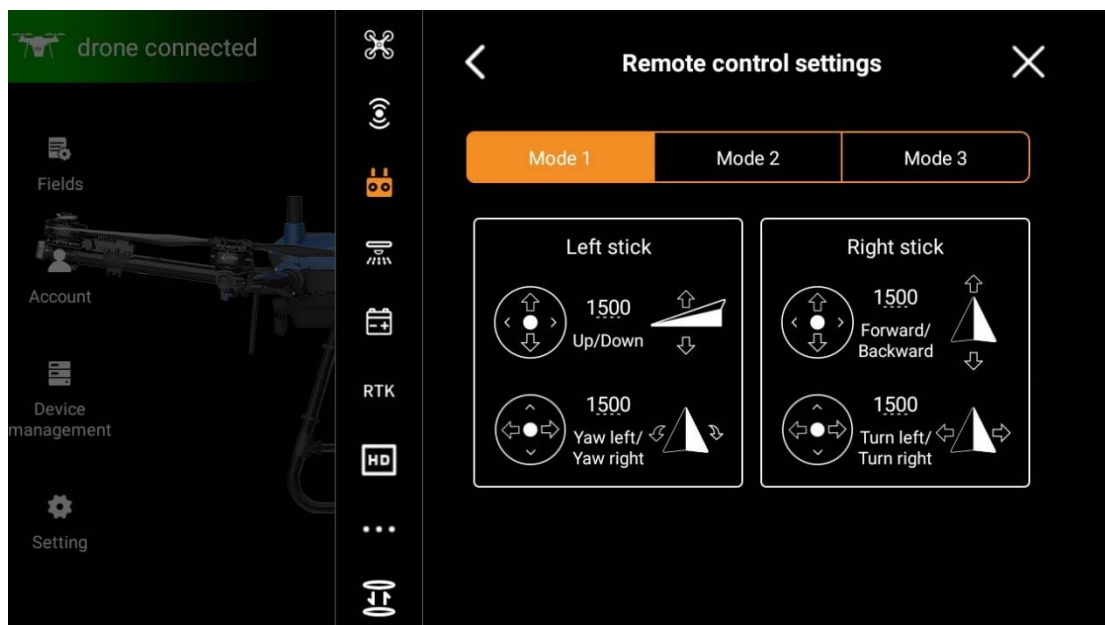 drone connected
Fields
Account
Device
management
Setting
RTK
HD
Remote control settings
Mode 1
Mode 2
Mode 3
Left stick
1500
Up/Down
1500
Yaw left/
Yaw right
Right stick
1500
Forward/
Backward
1500
Turn left/
Turn right